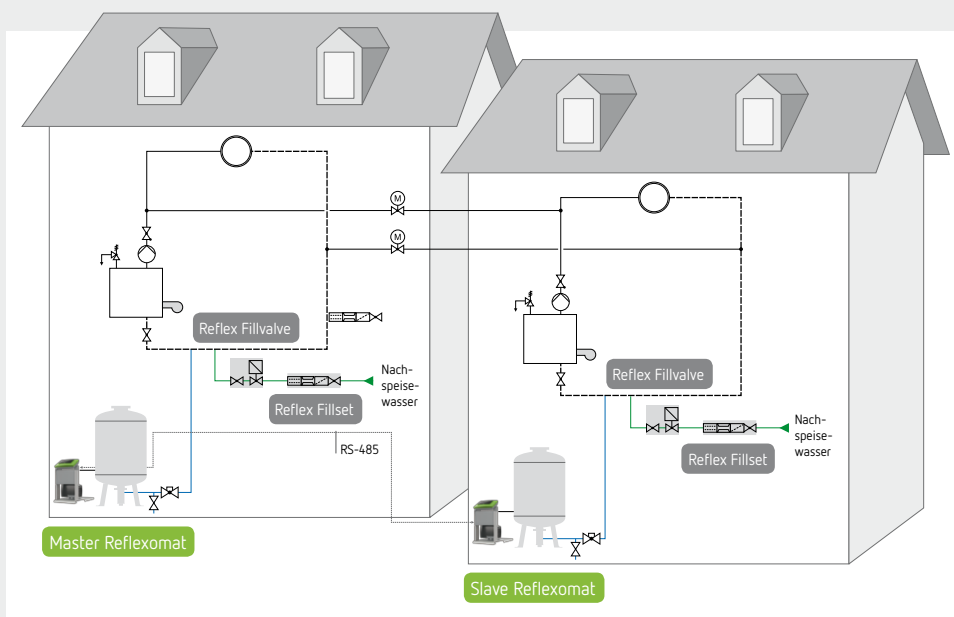 M
M
Reflex Fillvalve
Nach-
speise-
wasser
Reflex Fillset
RS-485
Master Reflexomat
Reflex Fillvalve
Nach-
speise-
wasser
Reflex Fillset
Slave Reflexomat